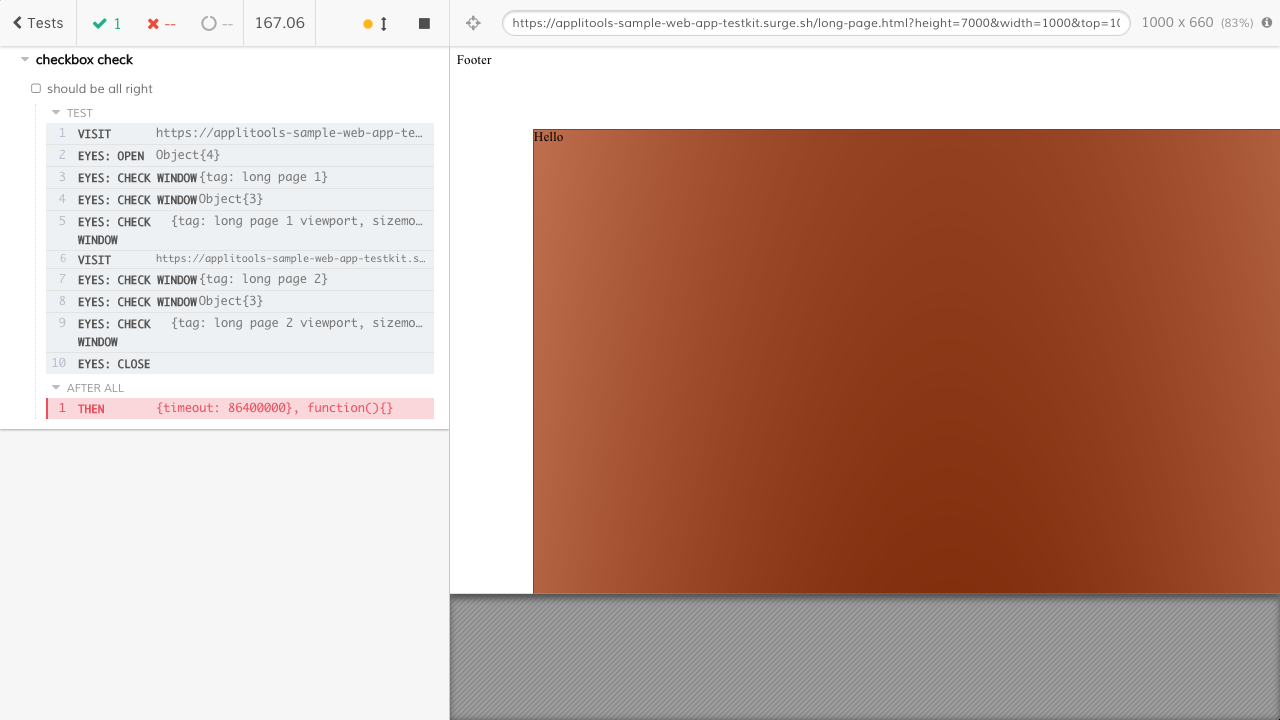 Tests 1 -- -- 167.06
https://applitools-sample-web-app-testkit.surge.sh/long-page.html?height=7000&width=1000&top=10 1000 x 660 (83%)
checkbox check
should be all right
TEST
1 VISIT https://applitools-sample-web-app-te…
2 EYES: OPEN Object{4}
3 EYES: CHECK WINDOW {tag: long page 1}
4 EYES: CHECK WINDOW Object{3}
5 EYES: CHECK {tag: long page 1 viewport, sizemo…
WINDOW
6 VISIT https://applitools-sample-web-app-testkit.s…
7 EYES: CHECK WINDOW {tag: long page 2}
8 EYES: CHECK WINDOW Object{3}
9 EYES: CHECK {tag: long page 2 viewport, sizemo…
WINDOW
10 EYES: CLOSE
AFTER ALL
1 THEN {timeout: 86400000}, function(){}
Footer
Hello